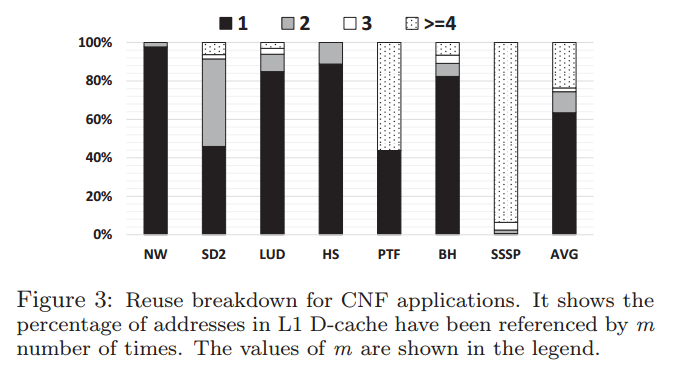 1 2 3 >=4
100%
80%
60%
40%
20%
0%
NW SD2 LUD HS PTF BH SSSP AVG
Figure 3: Reuse breakdown for CNF applications. It shows the
percentage of addresses in L1 D-cache have been referenced by m
number of times. The values of m are shown in the legend.